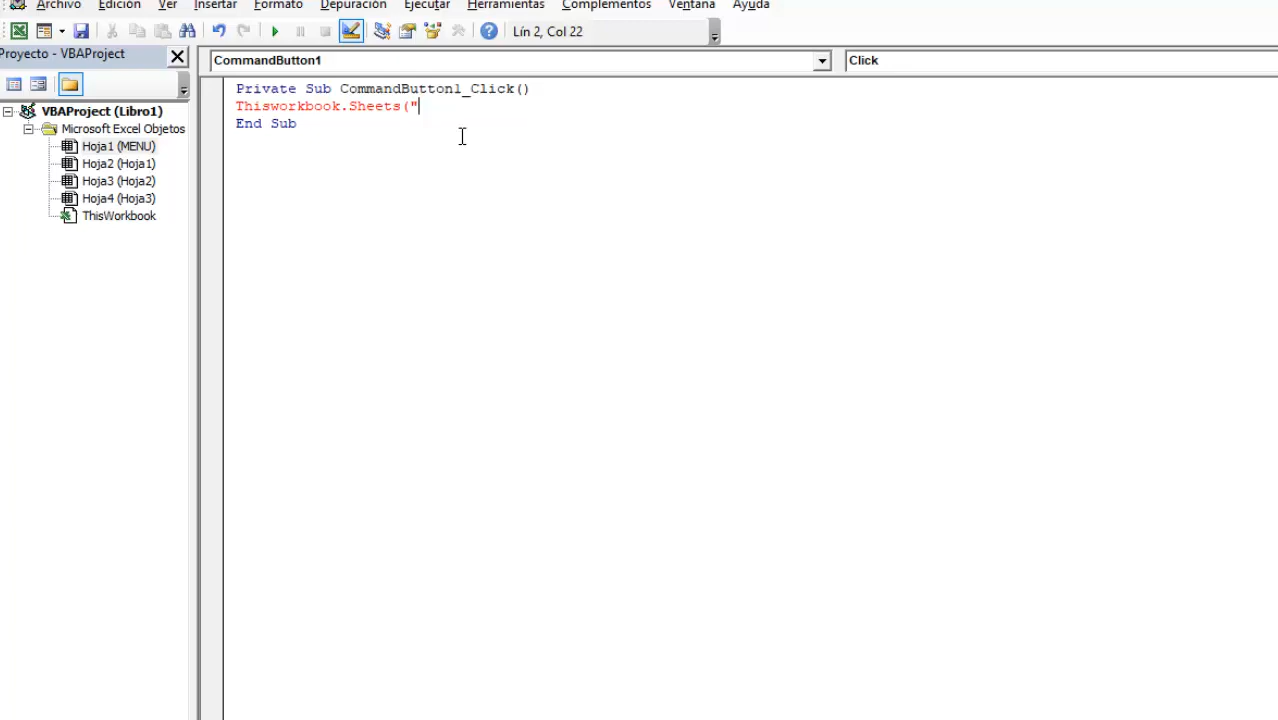 Archivo Edición Ver Insertar Formato Depuración Ejecutar Herramientas Complementos Ventana Ayuda
Lín 2, Col 22
Proyecto - VBAProject
CommandButton1 Click
VBAProject (Libro1)
Microsoft Excel Objetos
Hoja1 (MENU)
Hoja2 (Hoja1)
Hoja3 (Hoja2)
Hoja4 (Hoja3)
ThisWorkbook
Private Sub CommandButton1_Click()
Thisworkbook.Sheets("
End Sub